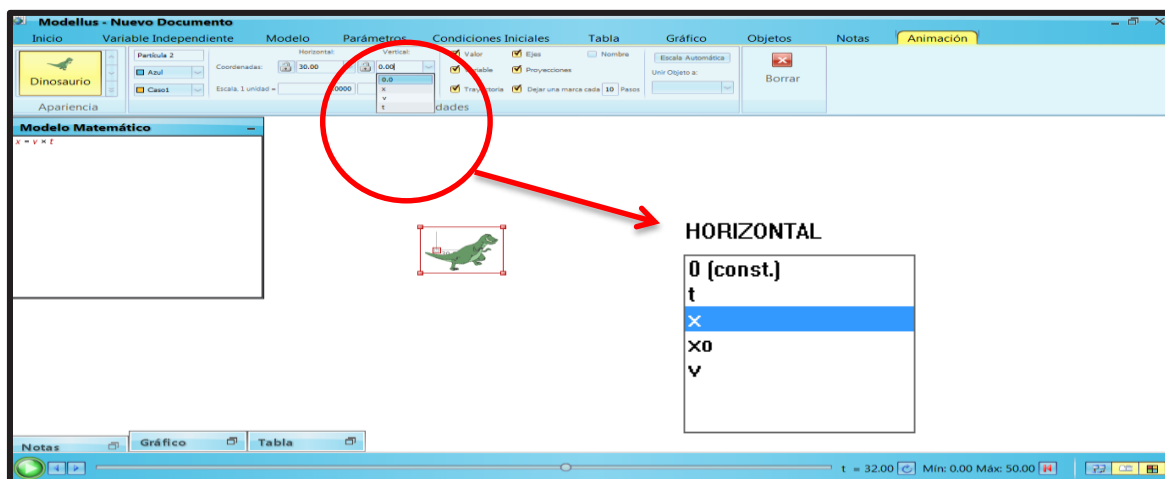 Modellus - Nuevo Documento
Inicio Variable Independiente Modelo Parámetros Condiciones Iniciales Tabla Gráfico Objetos Notas Animación
Dinosaurio
Apariencia
Partícula 2
Azul
Caso1
Horizontal: Vertical:
Coordenadas: 30.00 0.00
Escala, 1 unidad =
0.0
x
v
t
Valor Ejes Nombre
Proyecciones
Dejar una marca cada 10 Pasos
Escala Automática
Unir Objeto a:
Borrar
Modelo Matemático
x = v × t
HORIZONTAL
0 (const.)
t
x
x0
v
Notas Gráfico Tabla
t = 32.00 Mín: 0.00 Máx: 50.00